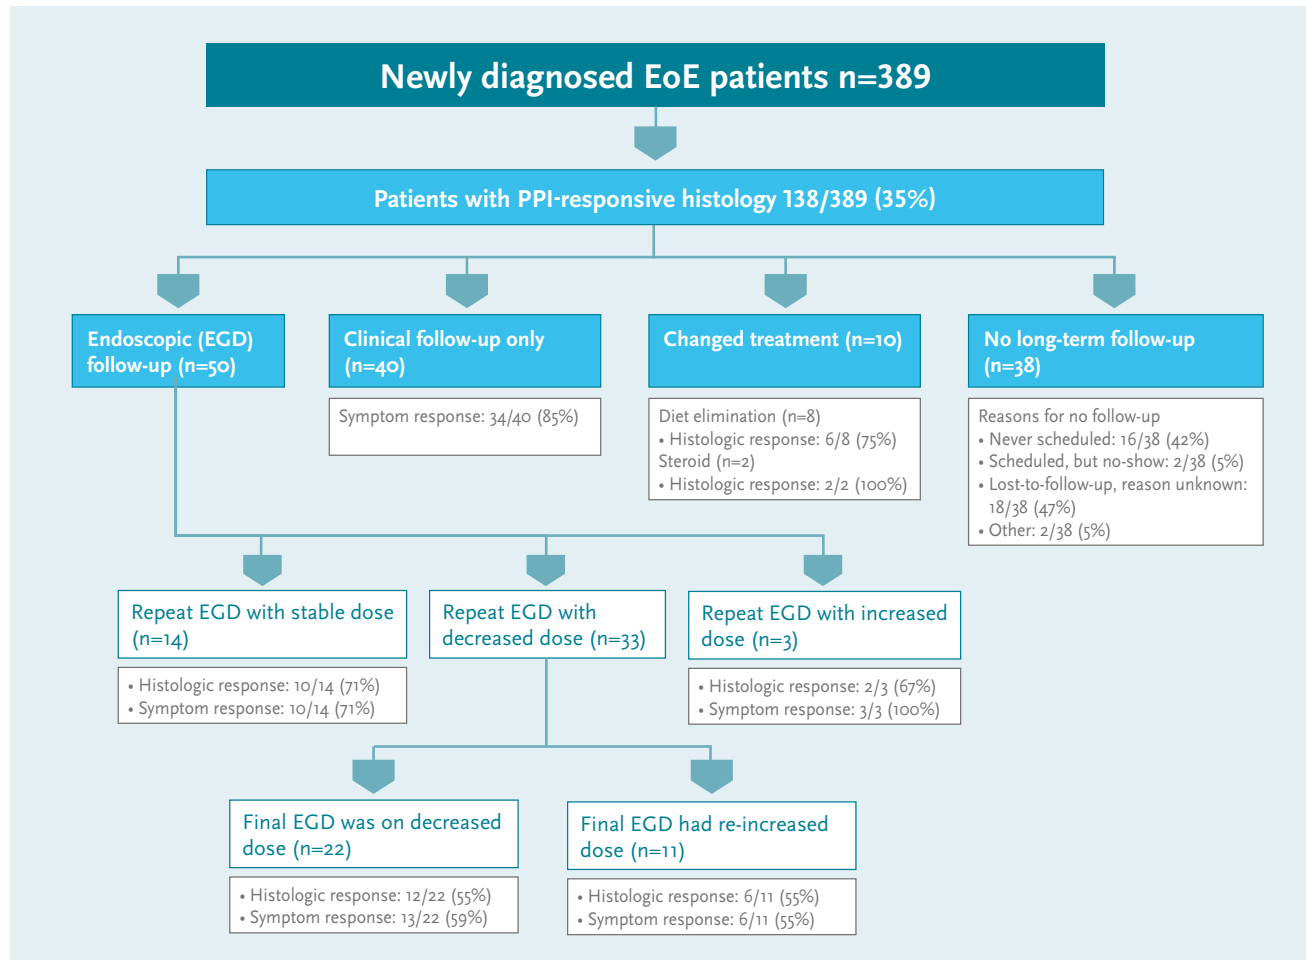 Newly diagnosed EoE patients n=389
Patients with PPI-responsive histology 138/389 (35%)
Endoscopic (EGD)
follow-up (n=50)
Clinical follow-up only
(n=40)
Symptom response: 34/40 (85%)
Changed treatment (n=10)
Diet elimination (n=8)
• Histologic response: 6/8 (75%)
Steroid (n=2)
• Histologic response: 2/2 (100%)
No long-term follow-up
(n=38)
Reasons for no follow-up
• Never scheduled: 16/38 (42%)
• Scheduled, but no-show: 2/38 (5%)
• Lost-to-follow-up, reason unknown:
18/38 (47%)
• Other: 2/38 (5%)
Repeat EGD with stable dose
(n=14)
• Histologic response: 10/14 (71%)
• Symptom response: 10/14 (71%)
Repeat EGD with
decreased dose (n=33)
Repeat EGD with increased
dose (n=3)
• Histologic response: 2/3 (67%)
• Symptom response: 3/3 (100%)
Final EGD was on decreased
dose (n=22)
• Histologic response: 12/22 (55%)
• Symptom response: 13/22 (59%)
Final EGD had re-increased
dose (n=11)
• Histologic response: 6/11 (55%)
• Symptom response: 6/11 (55%)